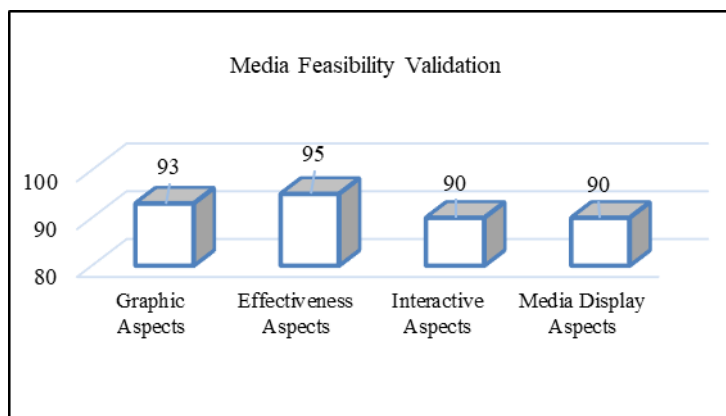 Media Feasibility Validation
93
95
90
90
100
90
80
Graphic
Aspects
Effectiveness
Aspects
Interactive
Aspects
Media Display
Aspects